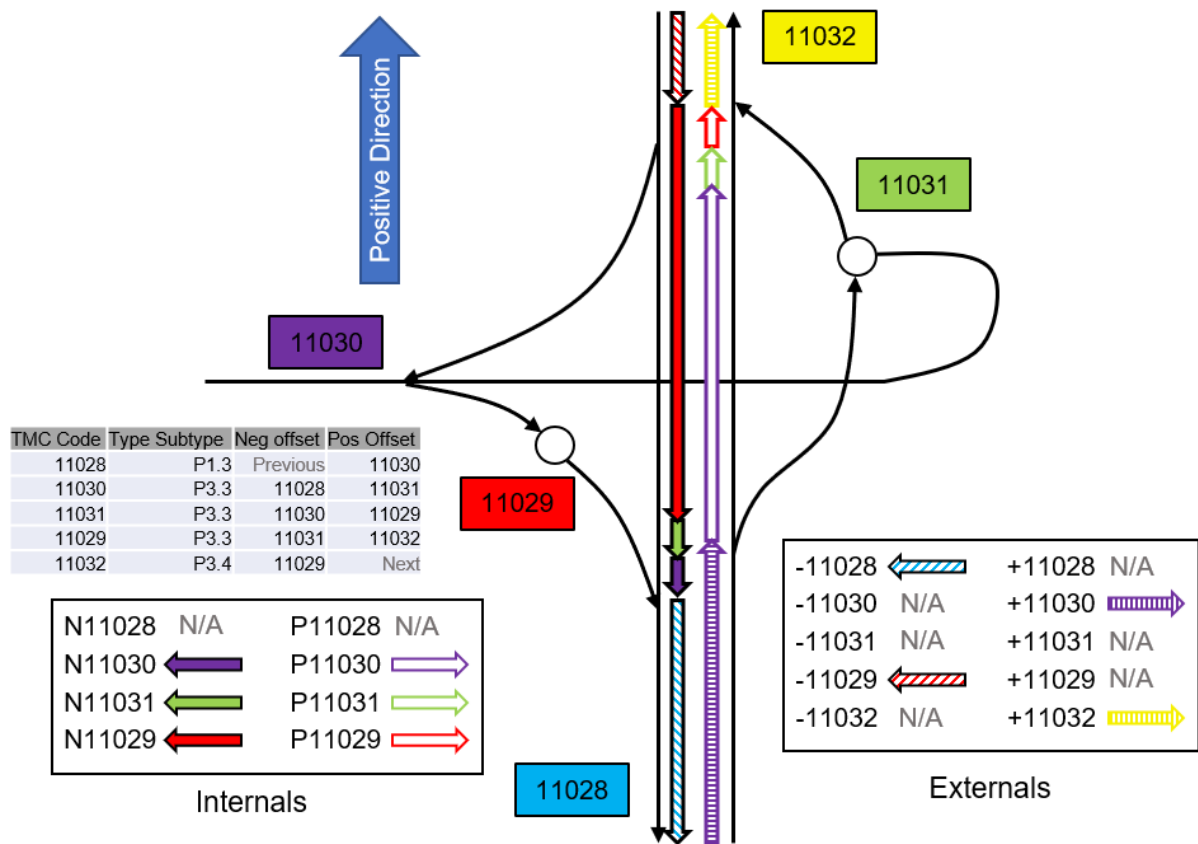 Positive Direction
11032
11031
11030
11029
TMC Code Type Subtype Neg offset Pos Offset
11028 P1.3 Previous 11030
11030 P3.3 11028 11031
11031 P3.3 11030 11029
11029 P3.3 11031 11032
11032 P3.4 11029 Next
N11028 N/A P11028 N/A
N11030 P11030
N11031 P11031
N11029 P11029
Internals
11028
-11028 +11028 N/A
-11030 N/A +11030
-11031 N/A +11031 N/A
-11029 +11029 N/A
-11032 N/A +11032
Externals